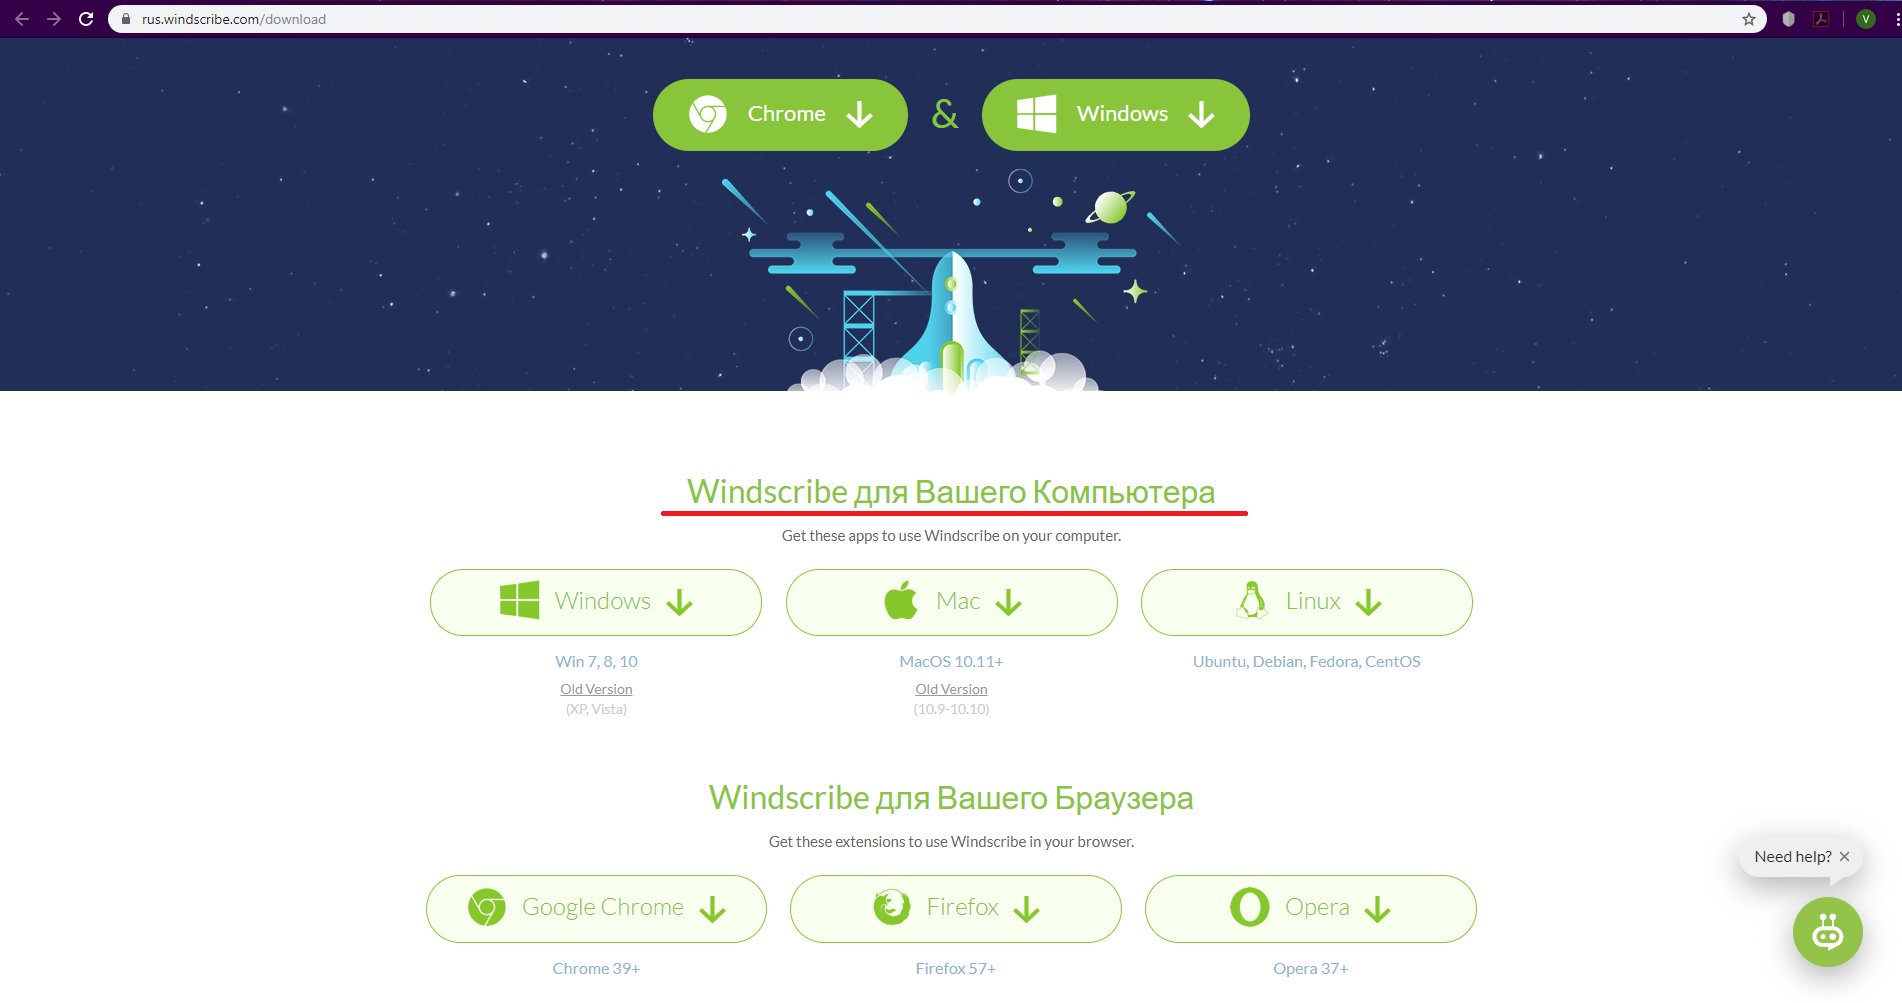 rus.windscribe.com/download
V
Chrome & Windows
Windscribe для Вашего Компьютера
Get these apps to use Windscribe on your computer.
Windows
Mac
Linux
Win 7, 8, 10
MacOS 10.11+
Ubuntu, Debian, Fedora, CentOS
Old Version
(XP, Vista)
Old Version
(10.9-10.10)
Windscribe для Вашего Браузера
Get these extensions to use Windscribe in your browser.
Need help? ×
Google Chrome
Firefox
Opera
Chrome 39+
Firefox 57+
Opera 37+